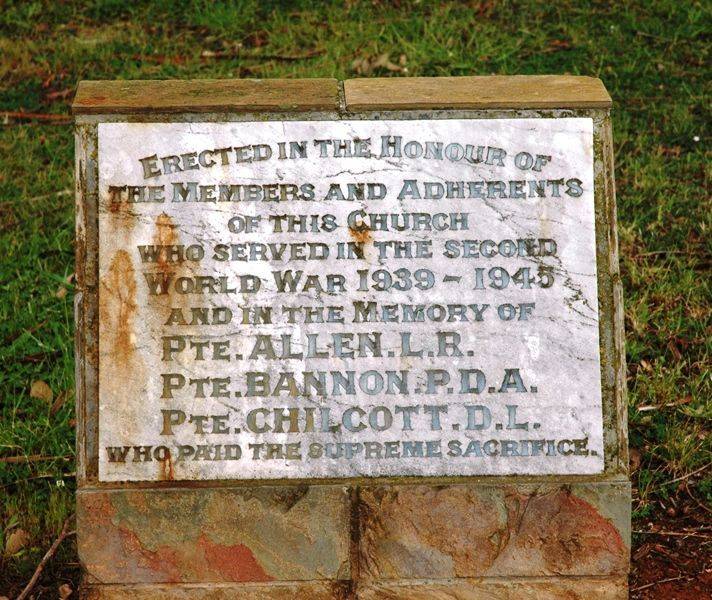 Erected in the Honour of
the Members and Adherents
of this Church
who served in the second
World War 1939 - 1945
and in the Memory of
Pte. Allen. L.R.
Pte. Bannon. P.D.A.
Pte. Chilcott. D.L.
who paid the supreme sacrifice.